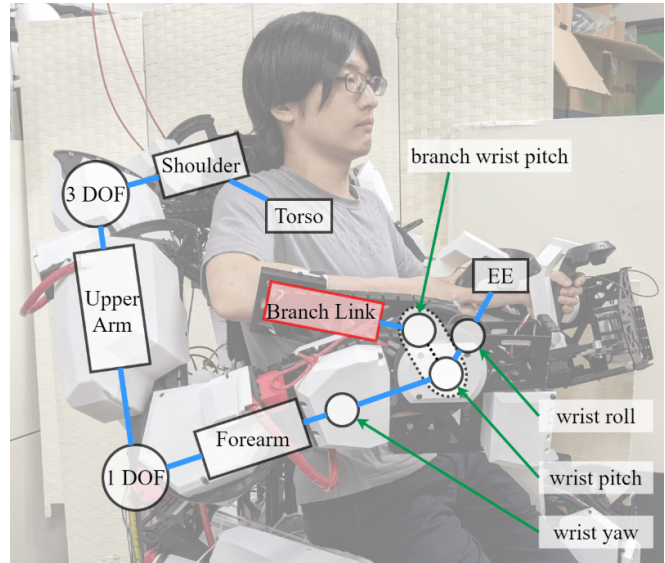 branch wrist pitch
Shoulder
3 DOF
Torso
EE
Upper
Arm
Branch Link
wrist roll
Forearm
1 DOF
wrist pitch
wrist yaw